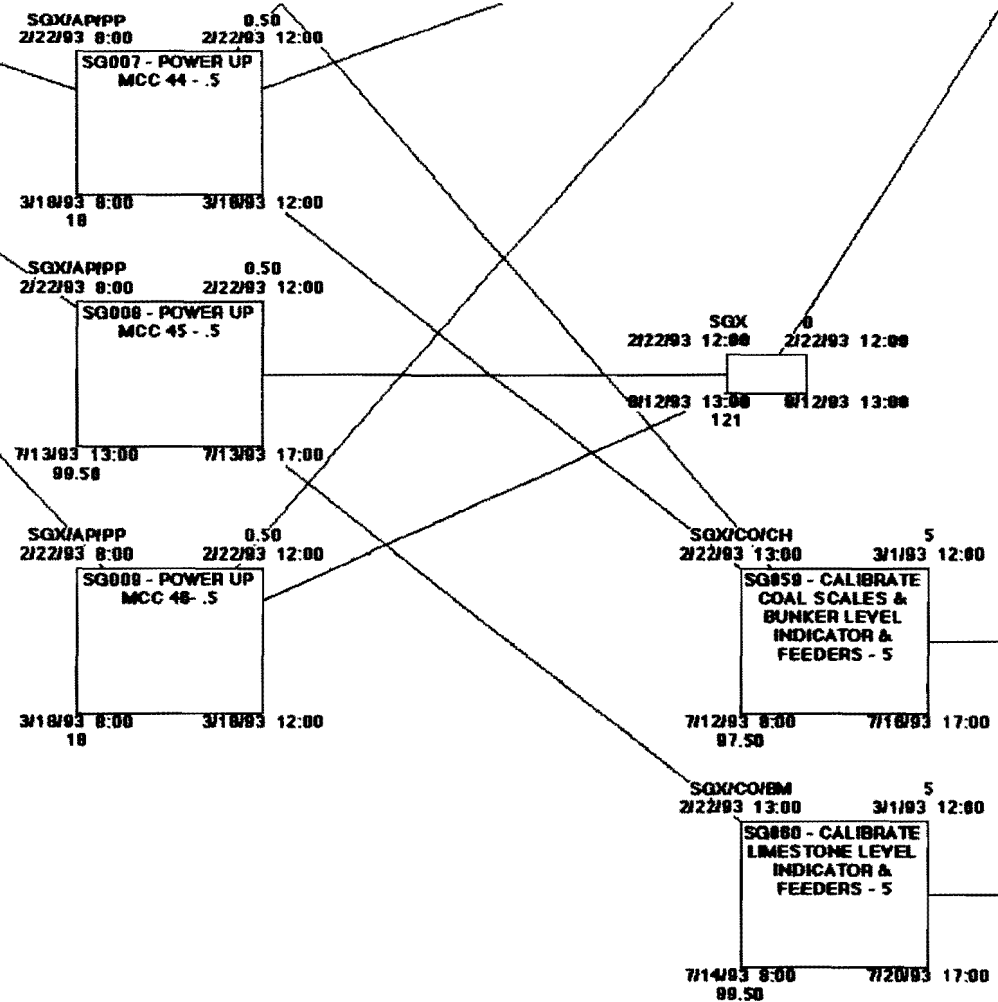 SGX/AP/PP 0.50
2/22/93 8:00 2/22/93 12:00
SG007 - POWER UP
MCC 44 - .5
3/18/93 8:00 3/18/93 12:00
18
SGX/AP/PP 0.50
2/22/93 8:00 2/22/93 12:00
SG008 - POWER UP
MCC 45 - .5
7/13/93 13:00 7/13/93 17:00
99.50
SGX 0
2/22/93 12:00 2/22/93 12:00
8/12/93 13:00 8/12/93 13:00
121
SGX/AP/PP 0.50
2/22/93 8:00 2/22/93 12:00
SG009 - POWER UP
MCC 46- .5
3/18/93 8:00 3/18/93 12:00
18
SGX/CO/CH 5
2/22/93 13:00 3/1/93 12:00
SG059 - CALIBRATE
COAL SCALES &
BUNKER LEVEL
INDICATOR &
FEEDERS - 5
7/12/93 8:00 7/16/93 17:00
97.50
SGX/CO/BM 5
2/22/93 13:00 3/1/93 12:00
SG060 - CALIBRATE
LIMESTONE LEVEL
INDICATOR &
FEEDERS - 5
7/14/93 8:00 7/20/93 17:00
99.50